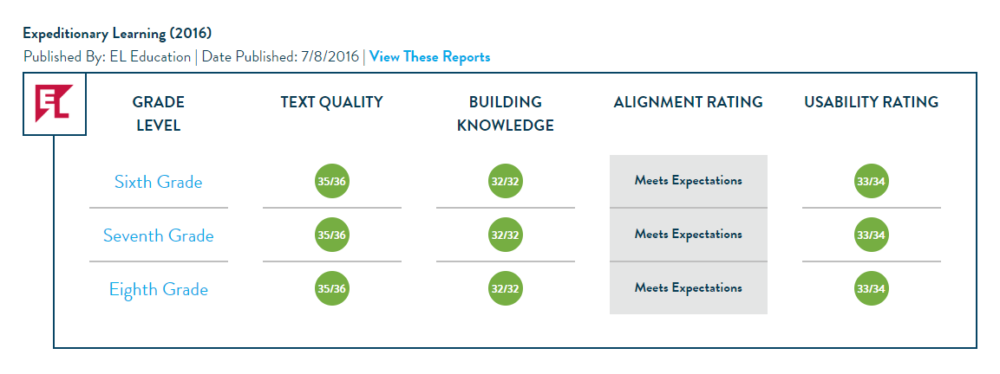 Expeditionary Learning (2016)
Published By: EL Education | Date Published: 7/8/2016 | View These Reports
EL
GRADE LEVEL TEXT QUALITY BUILDING KNOWLEDGE ALIGNMENT RATING USABILITY RATING
Sixth Grade 35/36 32/32 Meets Expectations 33/34
Seventh Grade 35/36 32/32 Meets Expectations 33/34
Eighth Grade 35/36 32/32 Meets Expectations 33/34